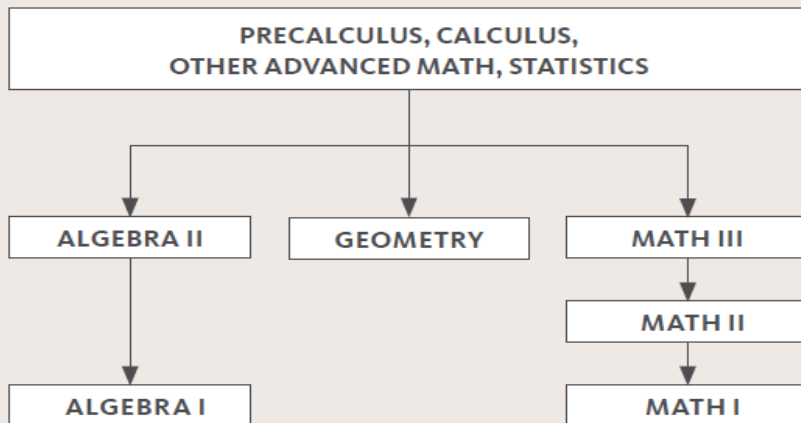 PRECALCULUS, CALCULUS,
OTHER ADVANCED MATH, STATISTICS
ALGEBRA II
GEOMETRY
MATH III
MATH II
ALGEBRA I
MATH I